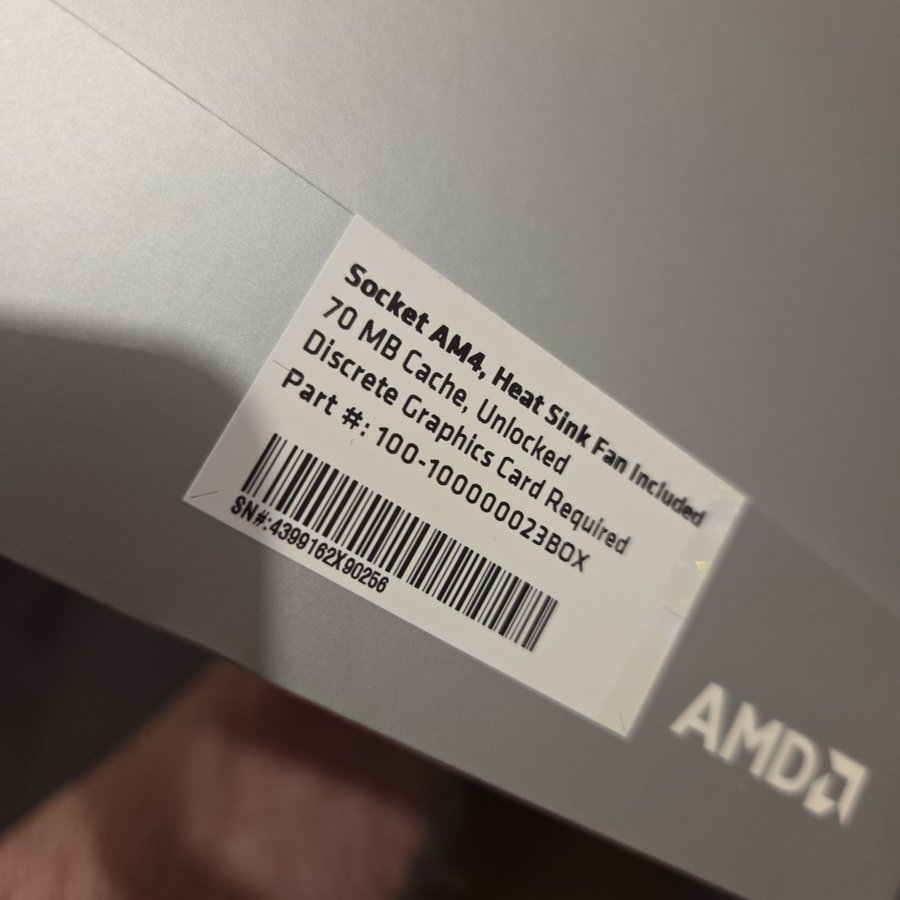 Socket AM4, Heat Sink Fan Included
70 MB Cache, Unlocked
Discrete Graphics Card Required
Part #: 100-100000023BOX
SN#:4399162X90256
AMD